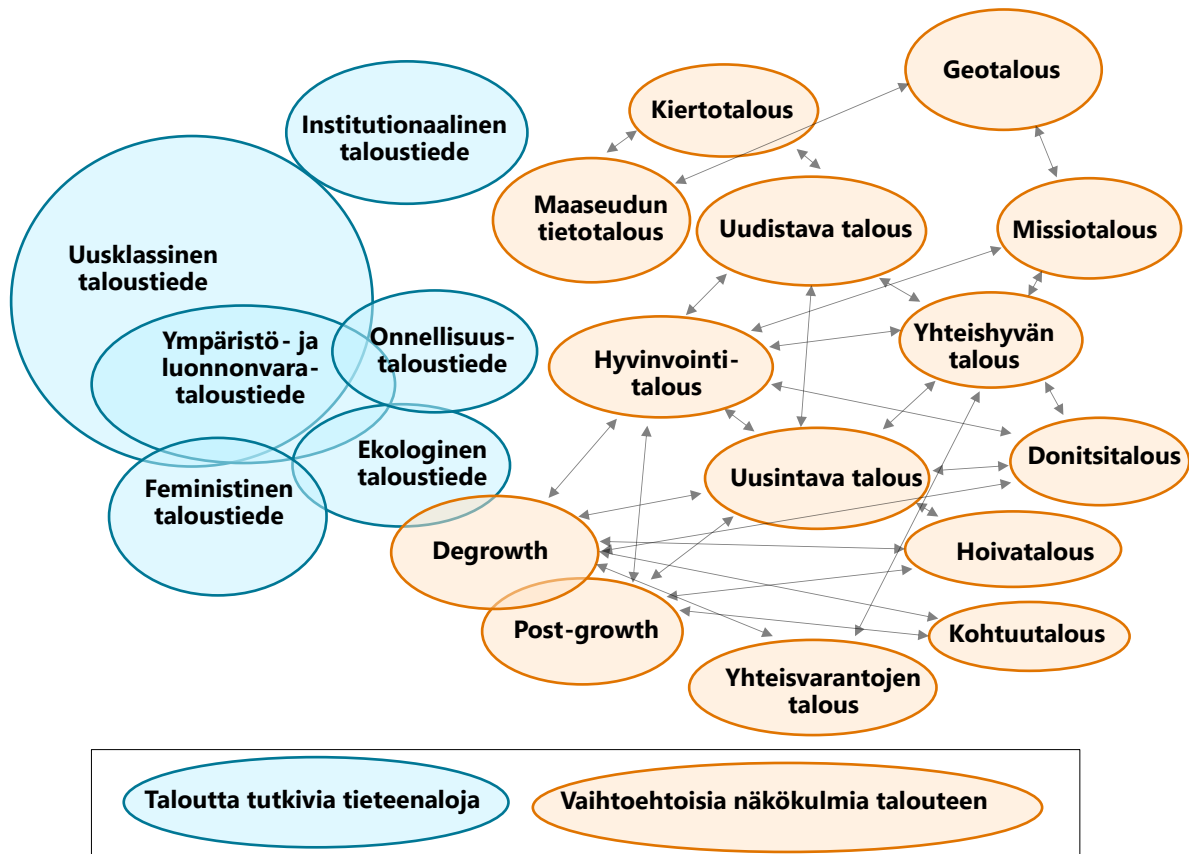 Geotalous
Kiertotalous
Institutionaalinen
taloustiede
Maaseudun
tietotalous
Uudistava talous
Missiotalous
Uusklassinen
taloustiede
Ympäristö- ja
luonnonvara-
taloustiede
Onnellisuus-
taloustiede
Hyvinvointi-
talous
Yhteishyvän
talous
Ekologinen
taloustiede
Uusintava talous
Donitsitalous
Feministinen
taloustiede
Degrowth
Hoivatalous
Post-growth
Kohtuutalous
Yhteisvarantojen
talous
Taloutta tutkivia tieteenaloja
Vaihtoehtoisia näkökulmia talouteen